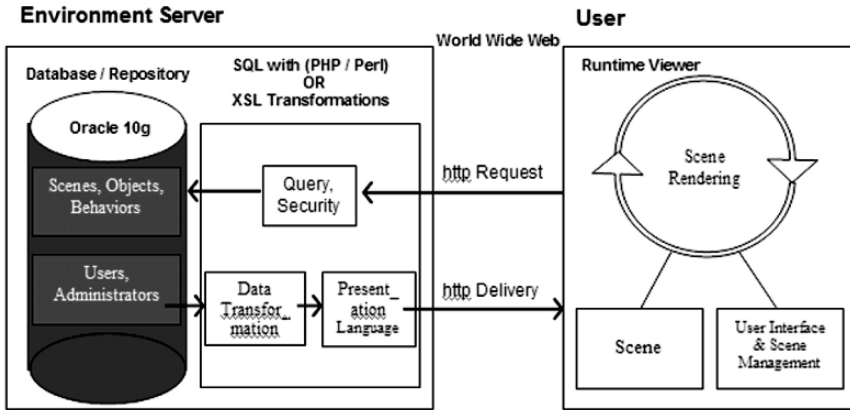 Environment Server
User
World Wide Web
Database / Repository
SQL with (PHP / Perl)
OR
XSL Transformations
Runtime Viewer
Oracle 10g
Scenes, Objects,
Behaviors
Query,
Security
http Request
Scene
Rendering
Users,
Administrators
Data
Transfor_
mation
Present_
ation
Language
http Delivery
Scene
User Interface
& Scene
Management